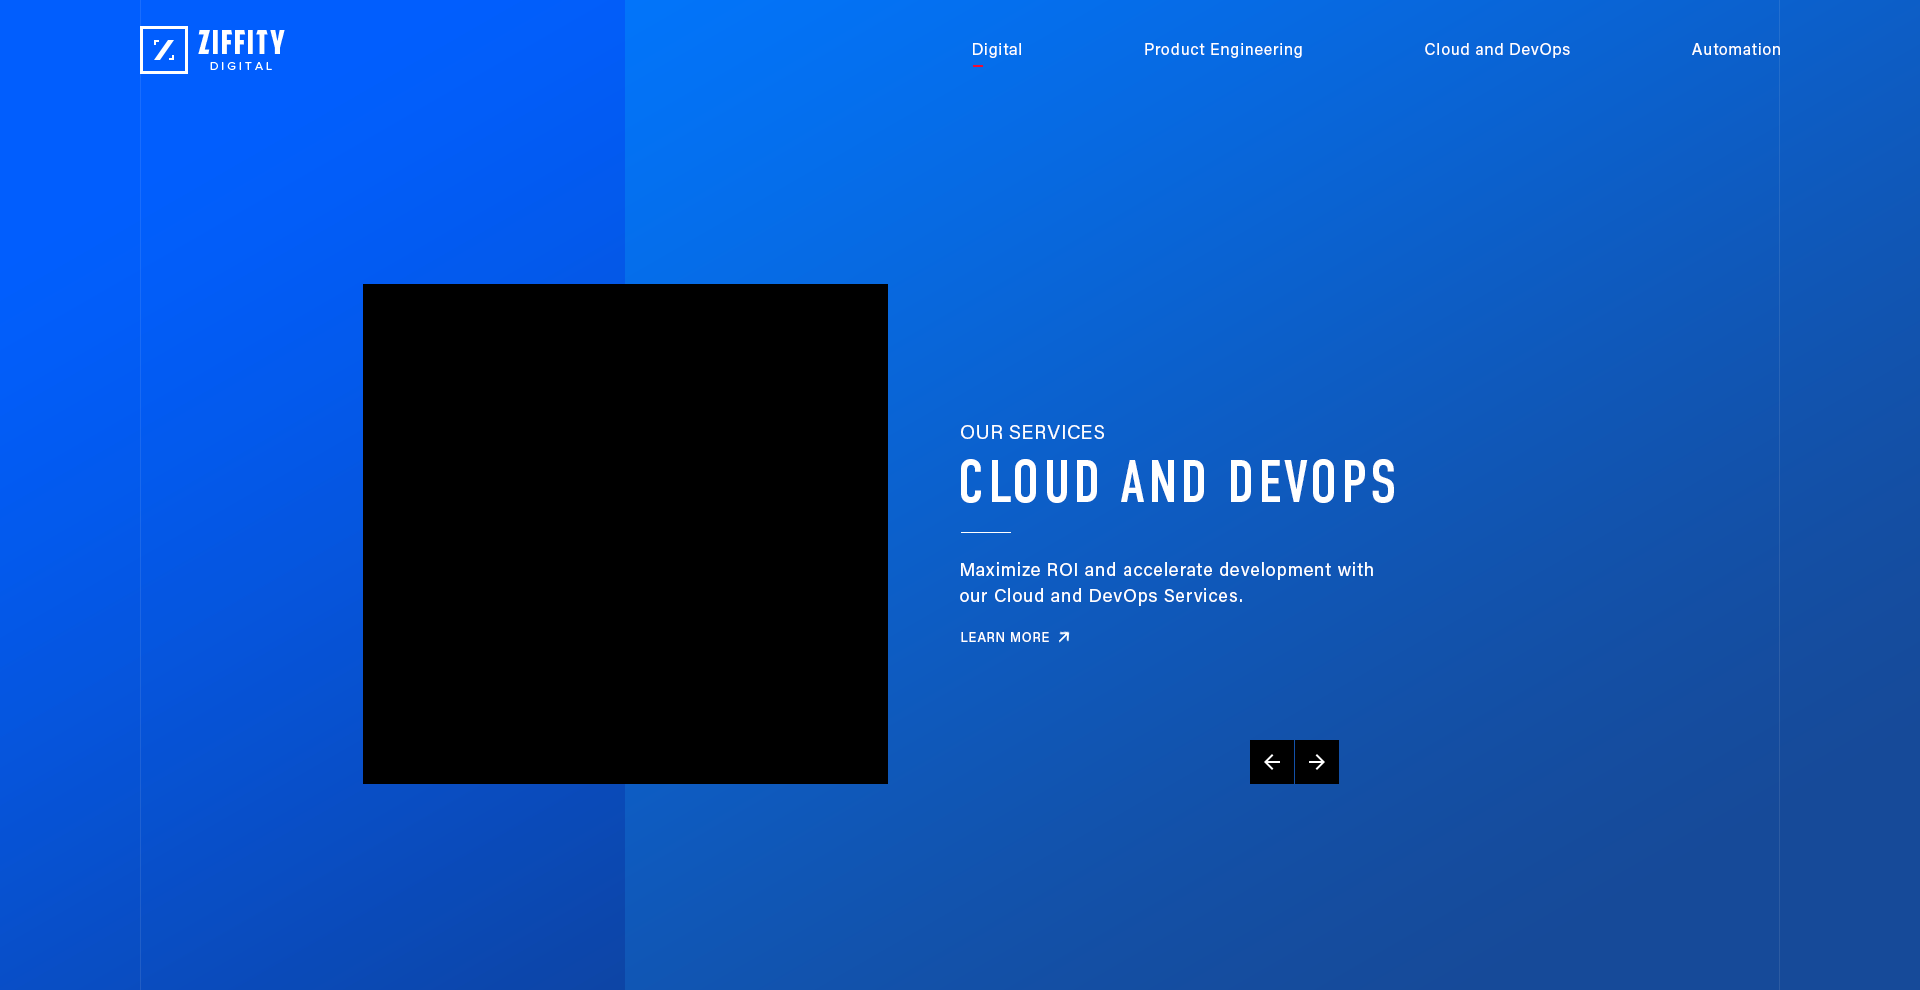 ZIFFITY
DIGITAL
Digital
Product Engineering
Cloud and DevOps
Automation
OUR SERVICES
CLOUD AND DEVOPS
Maximize ROI and accelerate development with
our Cloud and DevOps Services.
LEARN MORE